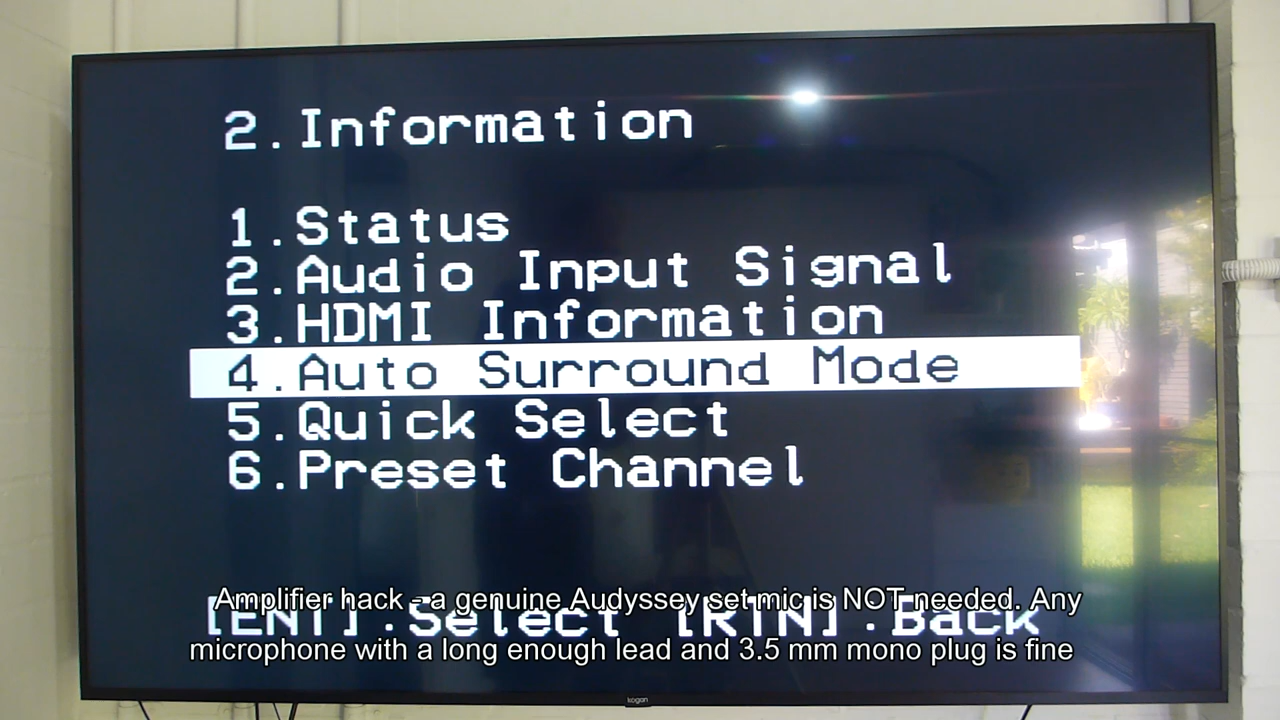 2.Information
1.Status
2.Audio Input Signal
3.HDMI Information
4.Auto Surround Mode
5.Quick Select
6.Preset Channel
[ENT].Select [RTN].Back
Amplifier hack - a genuine Audyssey set mic is NOT needed. Any
microphone with a long enough lead and 3.5 mm mono plug is fine
kogan